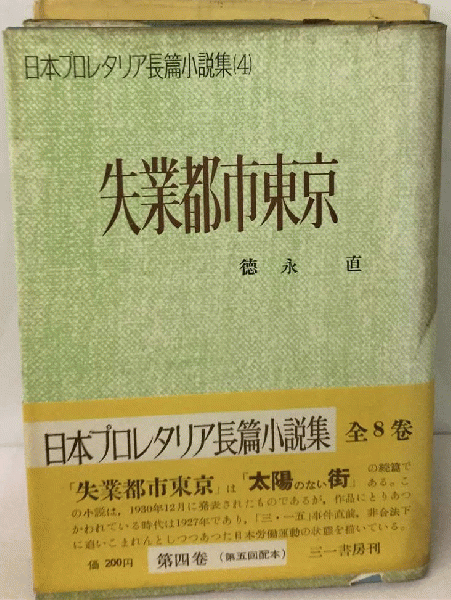 日本プロレタリア長篇小説集(4)
失業都市東京
徳永 直
日本プロレタリア長篇小説集 全8巻
「失業都市東京」は「太陽のない街」の続篇で
ある。この小説は、1930年12月に発表されたものであるが、作品にとりあつ
かわれている時代は1927年であり、「三・一五」事件直前、非合法下
に追いこまれんとしつつあつた日本労働運動の状態を描いている。
価 200円 第四巻 (第五回配本) 三一書房刊